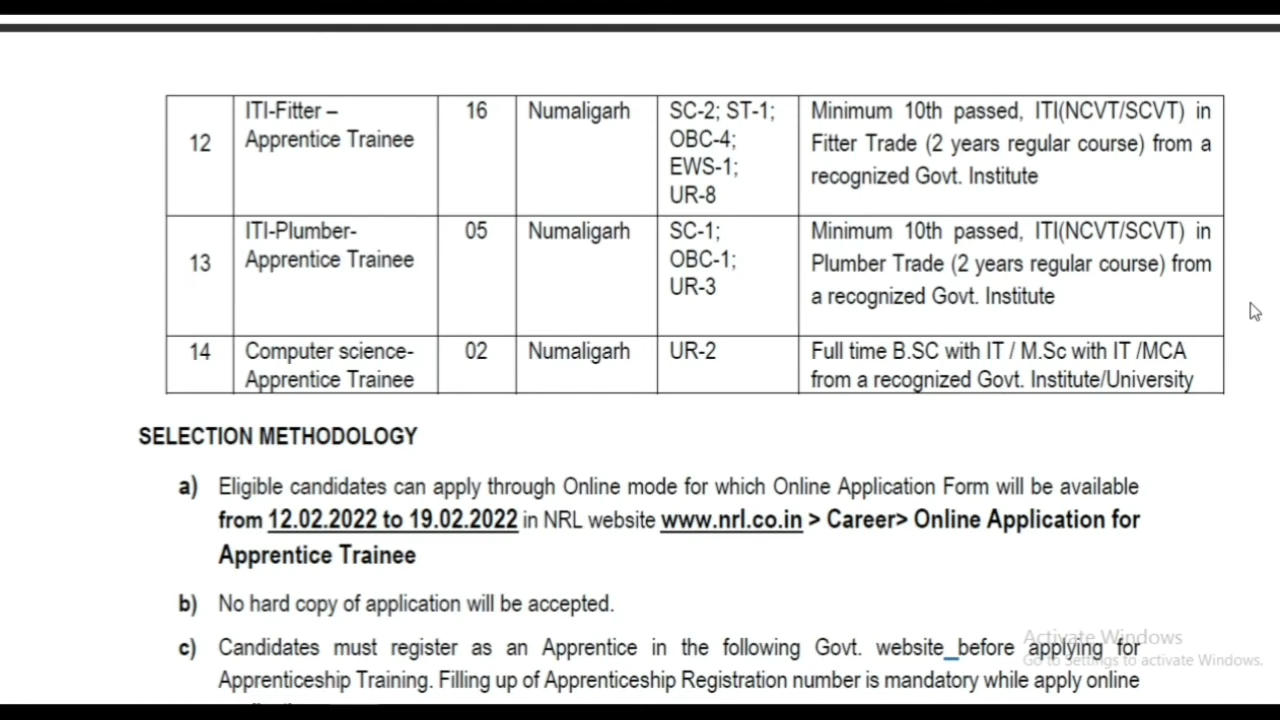 12
ITI-Fitter –
Apprentice Trainee
16
Numaligarh
SC-2; ST-1;
OBC-4;
EWS-1;
UR-8
Minimum 10th passed, ITI(NCVT/SCVT) in
Fitter Trade (2 years regular course) from a
recognized Govt. Institute
13
ITI-Plumber-
Apprentice Trainee
05
Numaligarh
SC-1;
OBC-1;
UR-3
Minimum 10th passed, ITI(NCVT/SCVT) in
Plumber Trade (2 years regular course) from
a recognized Govt. Institute
14
Computer science-
Apprentice Trainee
02
Numaligarh
UR-2
Full time B.SC with IT / M.Sc with IT /MCA
from a recognized Govt. Institute/University
SELECTION METHODOLOGY
a) Eligible candidates can apply through Online mode for which Online Application Form will be available
from 12.02.2022 to 19.02.2022 in NRL website www.nrl.co.in > Career> Online Application for
Apprentice Trainee
b) No hard copy of application will be accepted.
c) Candidates must register as an Apprentice in the following Govt. website before applying for
Apprenticeship Training. Filling up of Apprenticeship Registration number is mandatory while apply online
Activate Windows
Go to Settings to activate Windows.